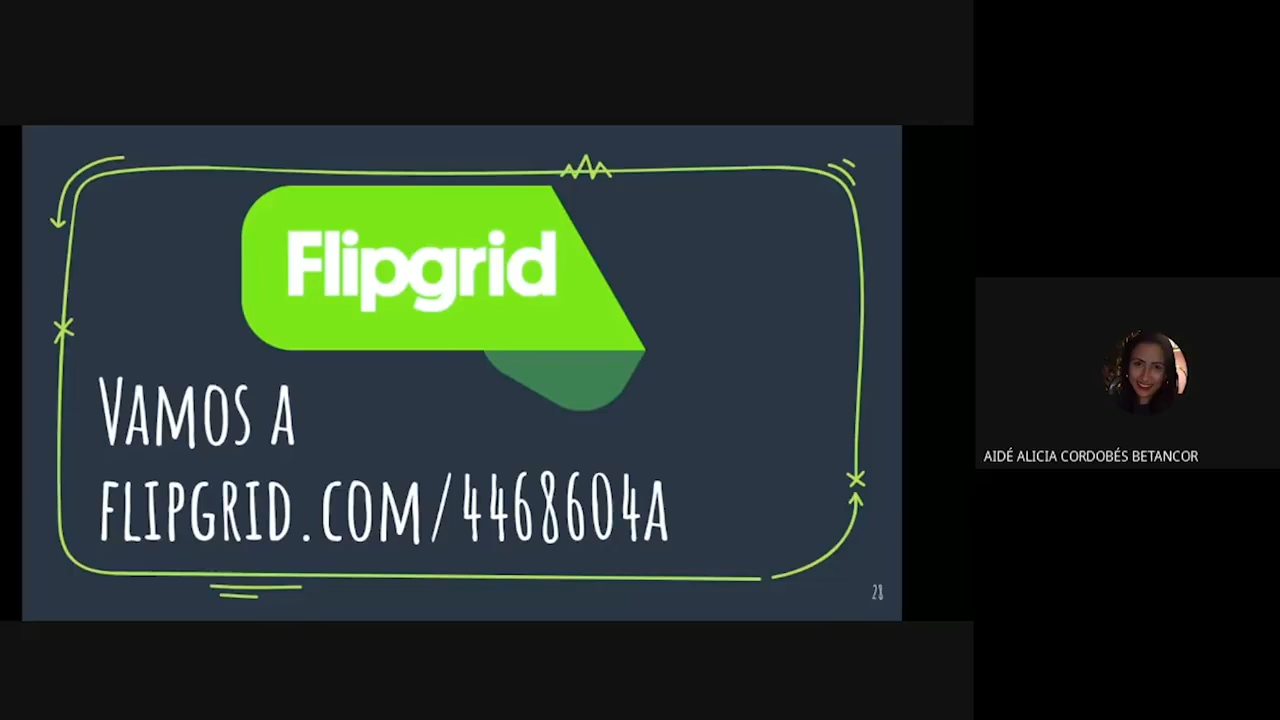 Flipgrid
Vamos a
flipgrid.com/4468604a
28
AIDÉ ALICIA CORDOBÉS BETANCOR